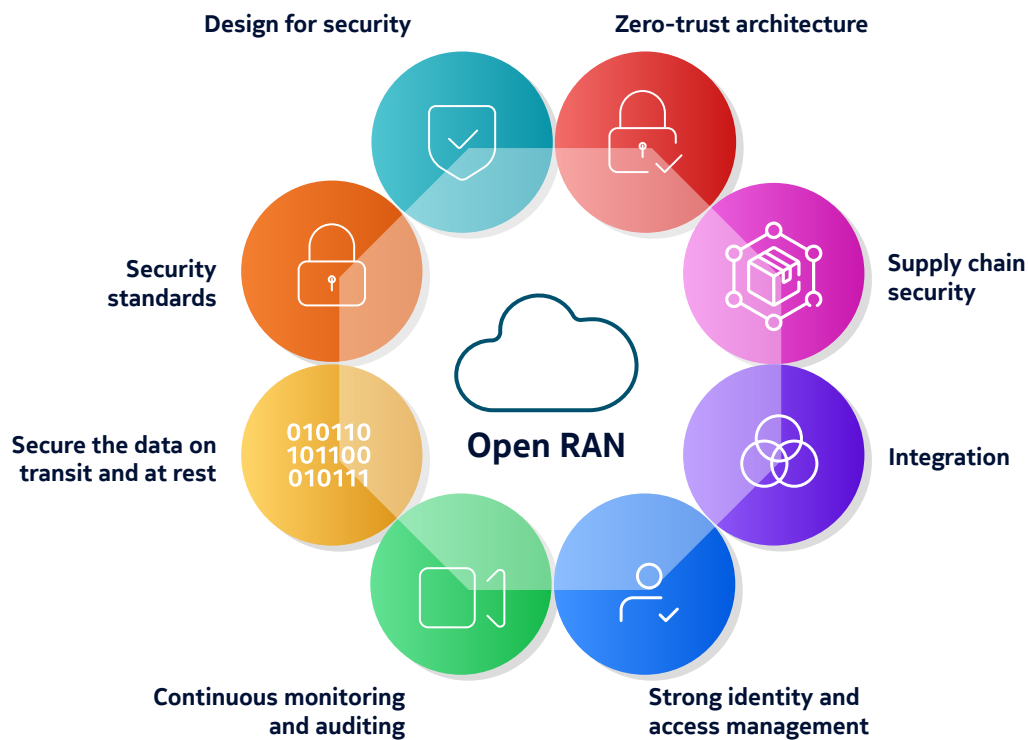 Design for security
Zero-trust architecture
Security
standards
Supply chain
security
Open RAN
Secure the data on
transit and at rest
010110
101100
010111
Integration
Continuous monitoring
and auditing
Strong identity and
access management